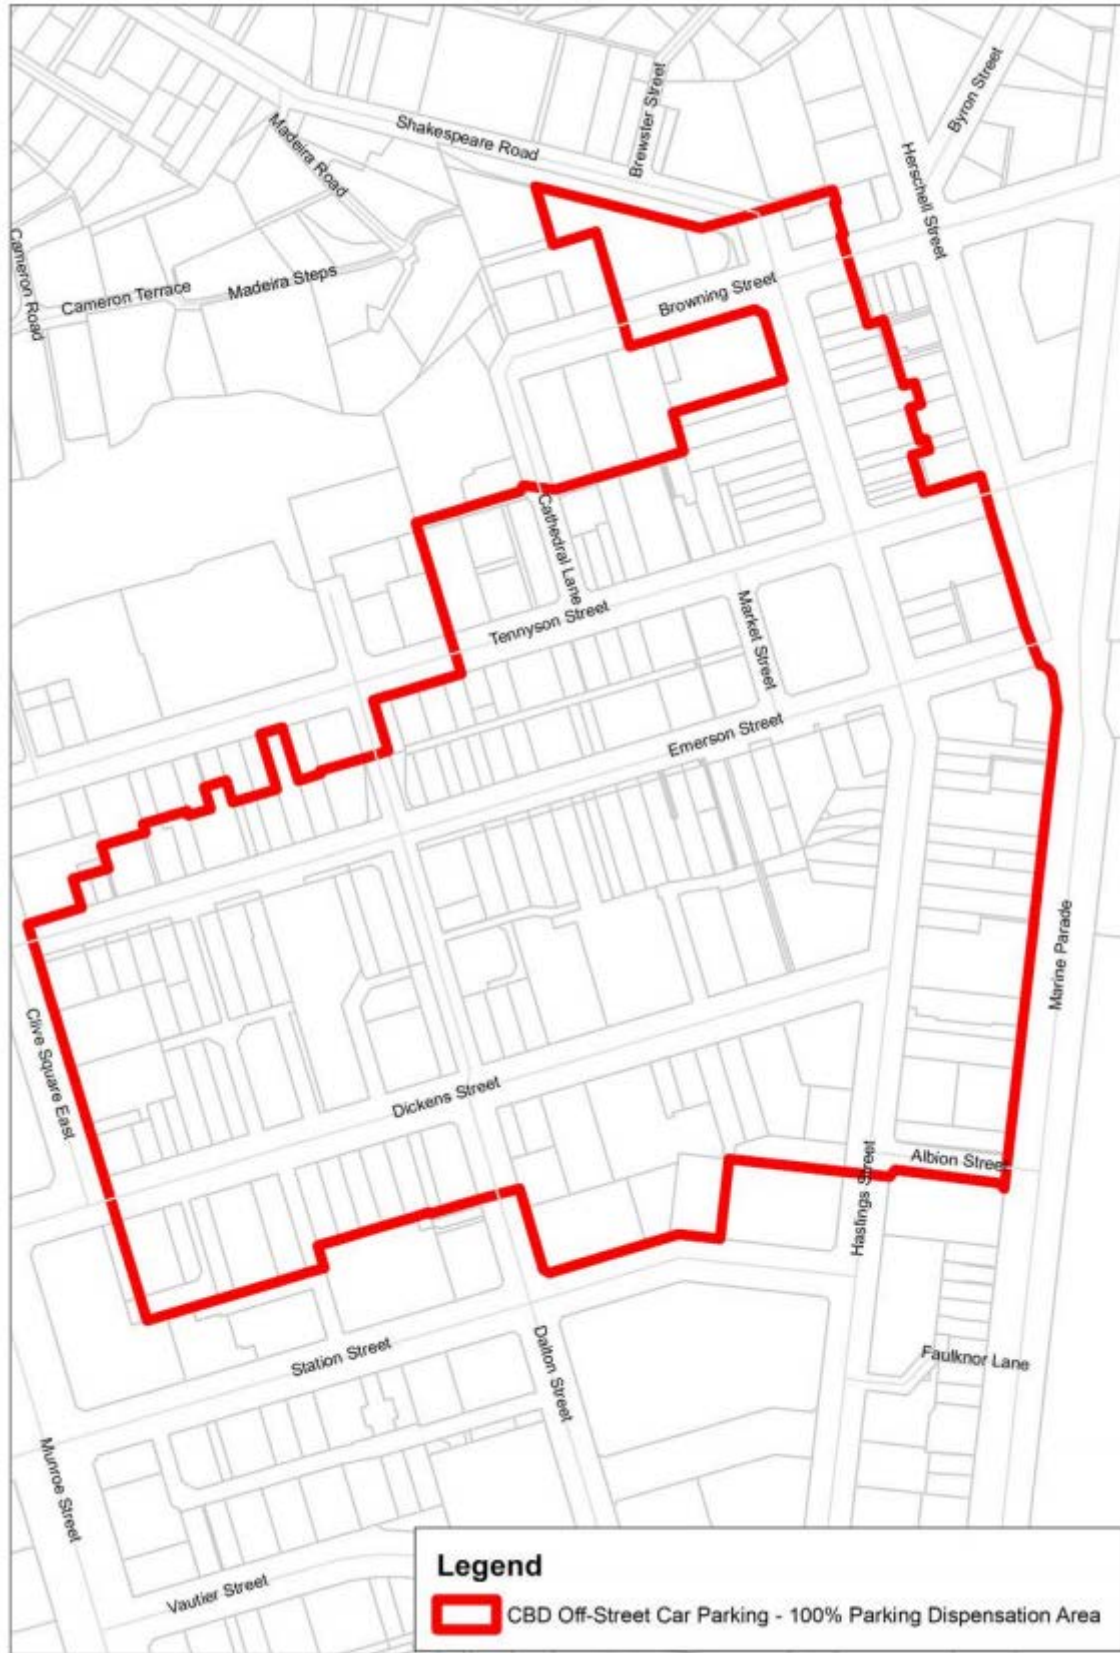 Byron Street
Brewster Street
Shakespeare Road
Madeira Road
Herschell Street
Cameron Road
Cameron Terrace
Madeira Steps
Browning Street
Cathedral Lane
Tennyson Street
Market Street
Emerson Street
Marine Parade
Clive Square East
Dickens Street
Albion Stree
Hastings Street
Station Street
Dalton Street
Faulknor Lane
Munroe Street
Vautier Street
Legend
CBD Off-Street Car Parking - 100% Parking Dispensation Area